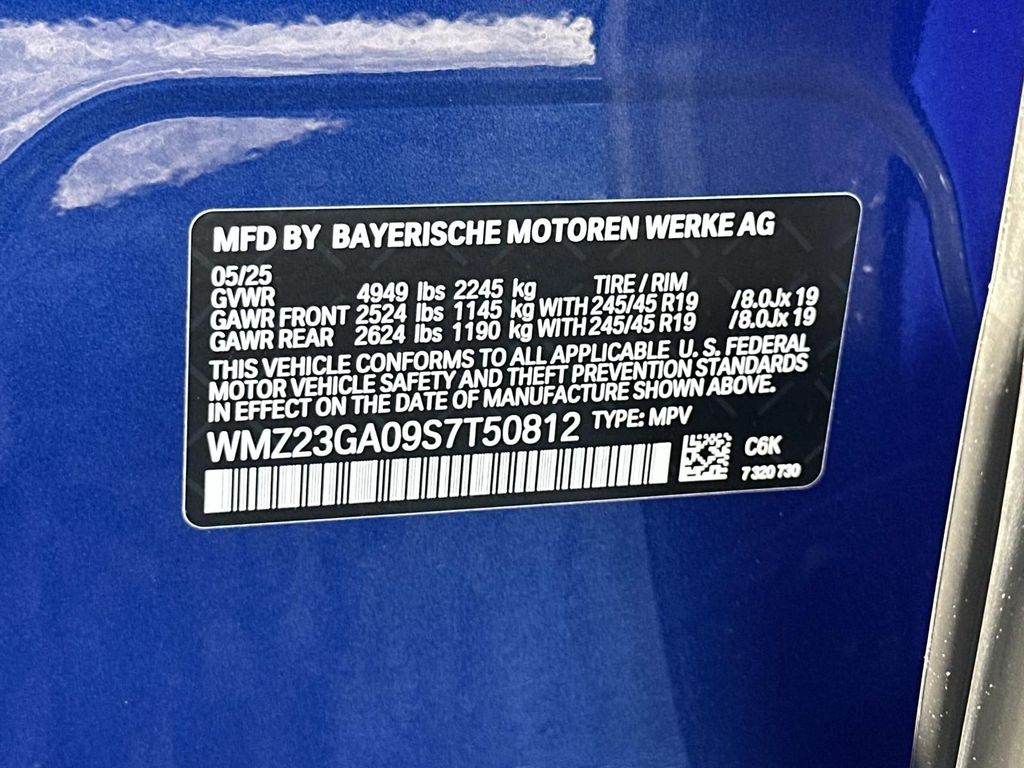 MFD BY BAYERISCHE MOTOREN WERKE AG
05/25 TIRE / RIM
GVWR 4949 lbs 2245 kg
GAWR FRONT 2524 lbs 1145 kg WITH 245/45 R19 /8.0Jx 19
GAWR REAR 2624 lbs 1190 kg WITH 245/45 R19 /8.0Jx 19
THIS VEHICLE CONFORMS TO ALL APPLICABLE U. S. FEDERAL
MOTOR VEHICLE SAFETY AND THEFT PREVENTION STANDARDS
IN EFFECT ON THE DATE OF MANUFACTURE SHOWN ABOVE.
WMZ23GA09S7T50812 TYPE: MPV
C6K
7 320 730